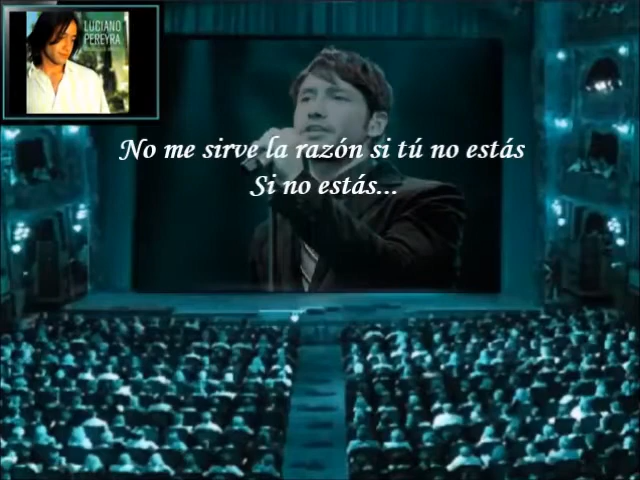 LUCIANO
PEREYRA
No me sirve la razón si tú no estás
Si no estás...